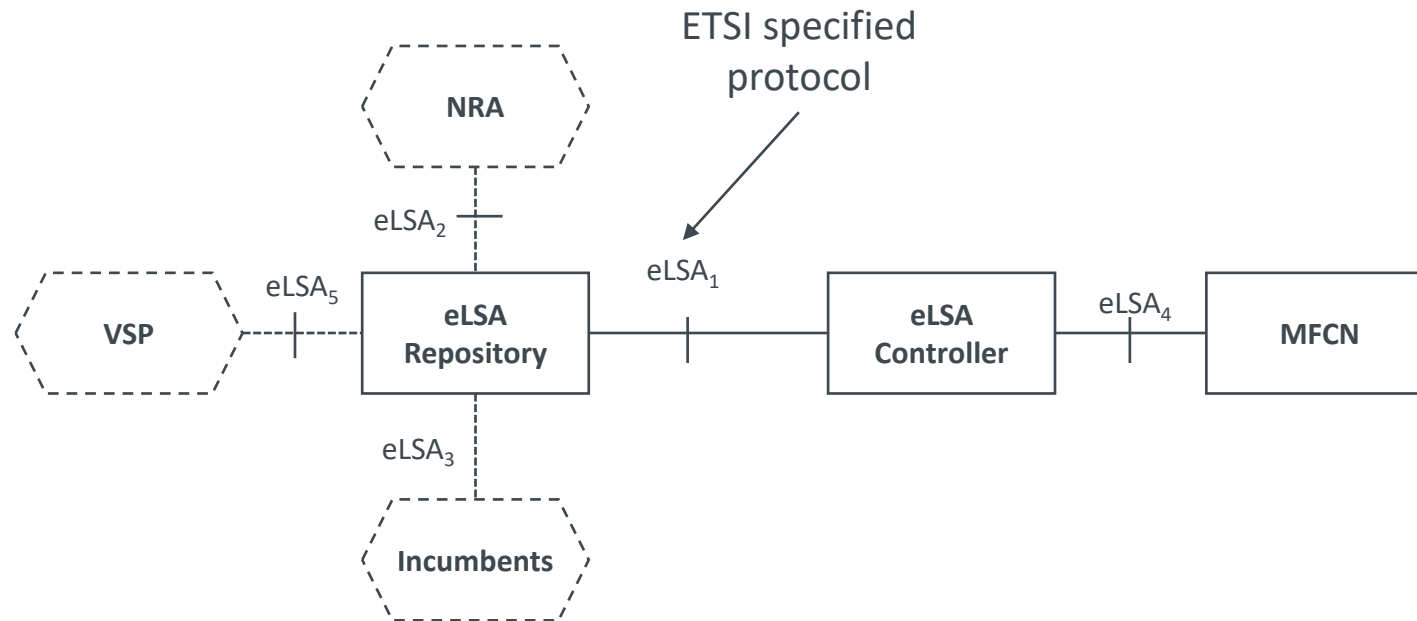 ETSI specified
protocol
NRA
eLSA₂
eLSA₅
eLSA₁
eLSA₄
VSP
eLSA
Repository
eLSA
Controller
MFCN
eLSA₃
Incumbents